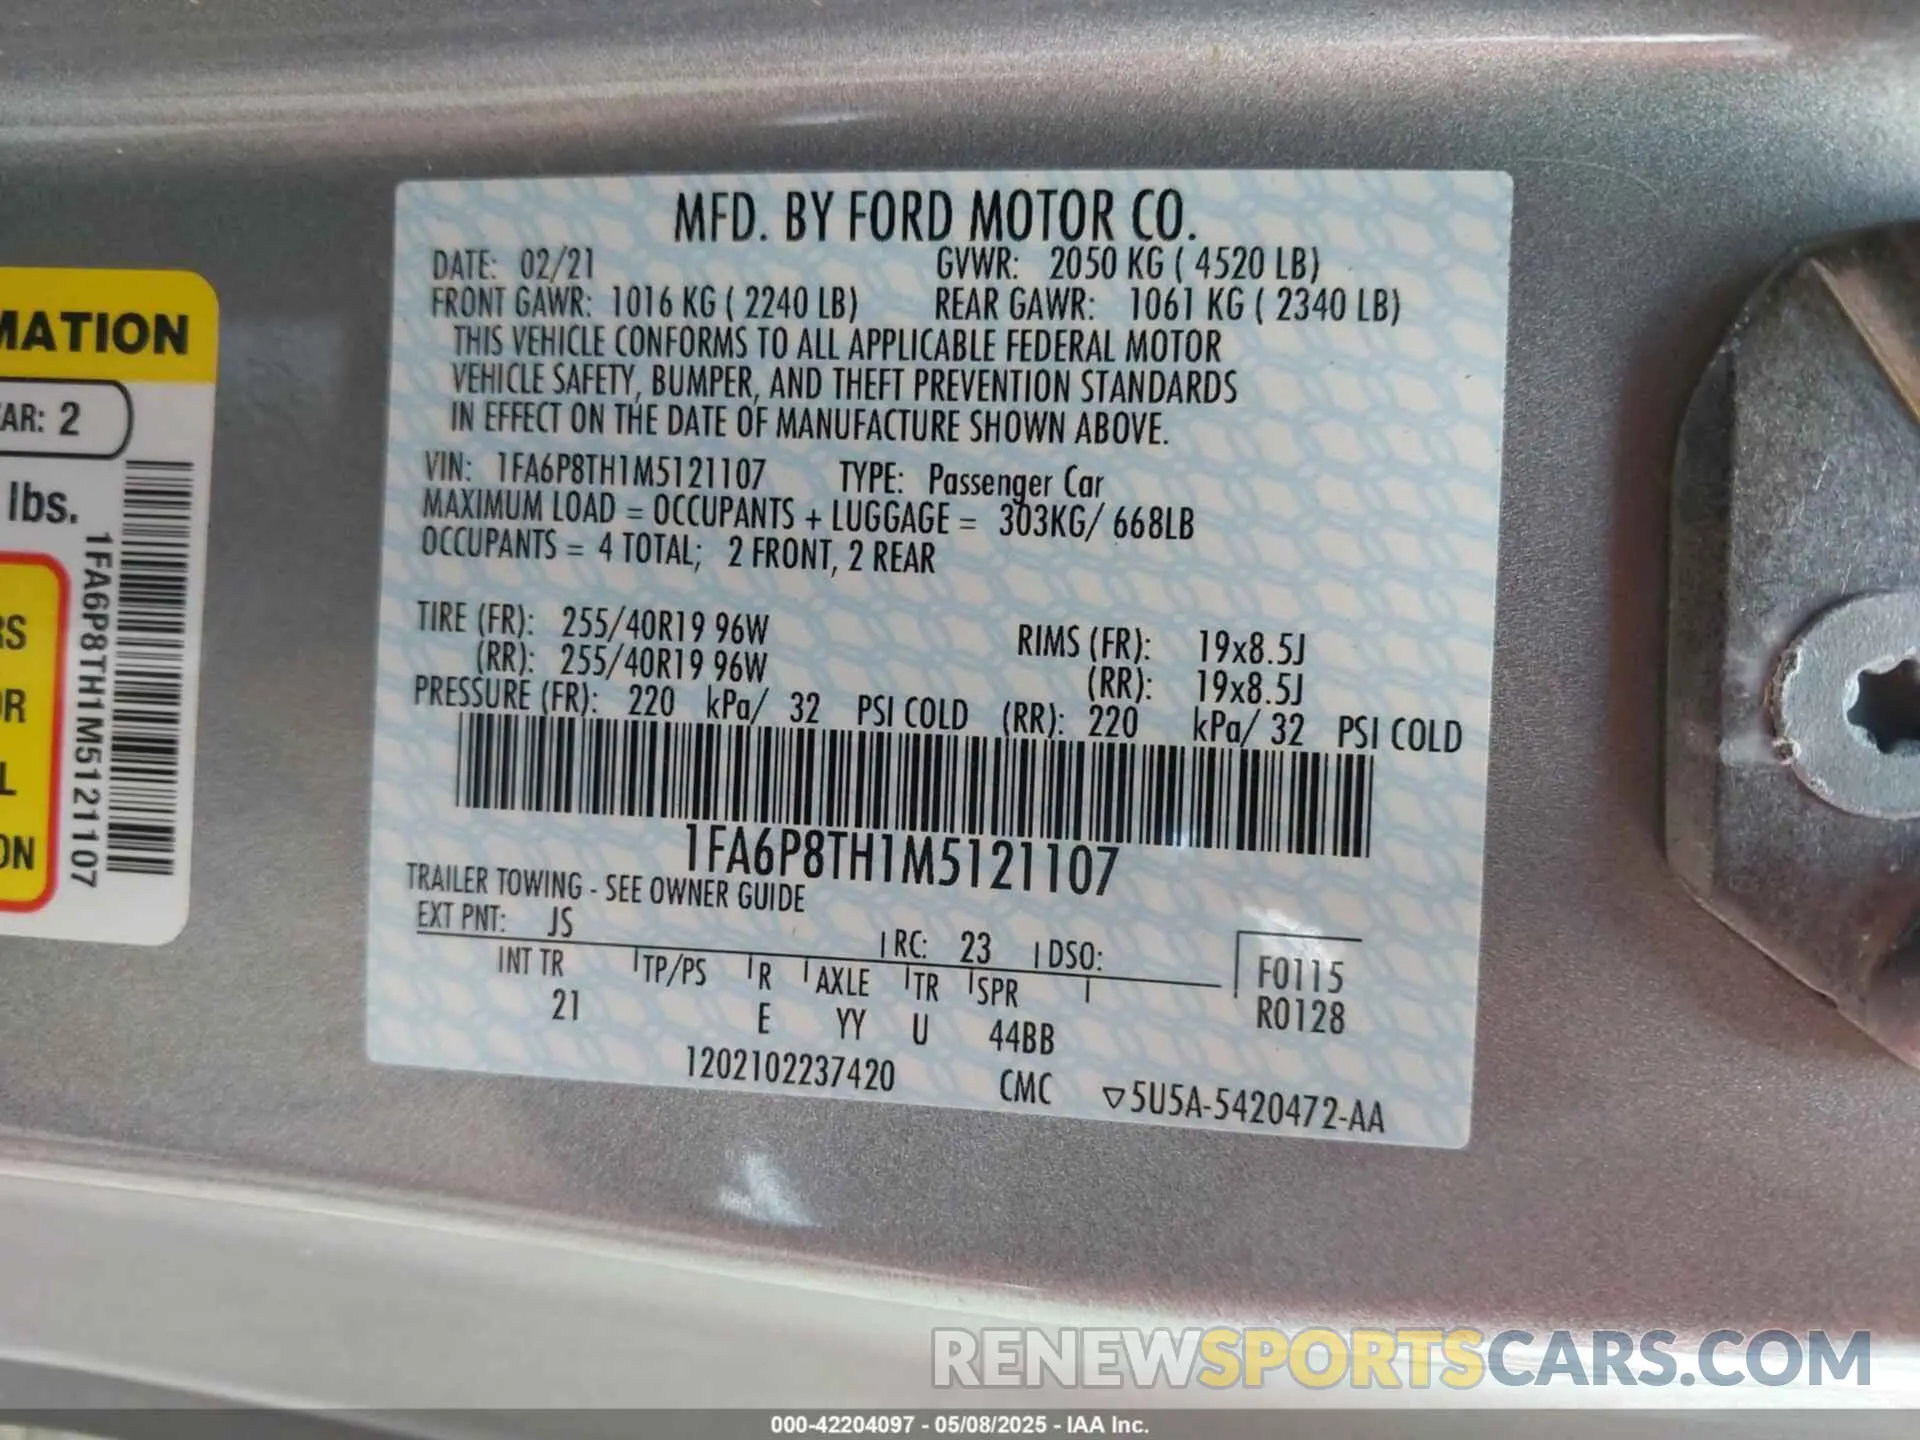 MFD. BY FORD MOTOR CO.
DATE: 02/21 GVWR: 2050 KG ( 4520 LB)
FRONT GAWR: 1016 KG ( 2240 LB) REAR GAWR: 1061 KG ( 2340 LB)
THIS VEHICLE CONFORMS TO ALL APPLICABLE FEDERAL MOTOR
VEHICLE SAFETY, BUMPER, AND THEFT PREVENTION STANDARDS
IN EFFECT ON THE DATE OF MANUFACTURE SHOWN ABOVE.
VIN: 1FA6P8TH1M5121107 TYPE: Passenger Car
MAXIMUM LOAD = OCCUPANTS + LUGGAGE = 303KG/ 668LB
OCCUPANTS = 4 TOTAL; 2 FRONT, 2 REAR
TIRE (FR): 255/40R19 96W RIMS (FR): 19x8.5J
(RR): 255/40R19 96W (RR): 19x8.5J
PRESSURE (FR): 220 kPa/ 32 PSI COLD (RR): 220 kPa/ 32 PSI COLD
1FA6P8TH1M5121107
TRAILER TOWING - SEE OWNER GUIDE
EXT PNT: JS RC: 23 DSO:
INT TR TP/PS R AXLE TR SPR F0115
21 E YY U 44BB R0128
1202102237420 CMC ▽5U5A-5420472-AA
MATION
AR: 2
lbs.
1FA6P8TH1M5121107
RS
OR
L
ON
RENEWSPORTSCARS.COM
000-42204097 - 05/08/2025 - IAA Inc.